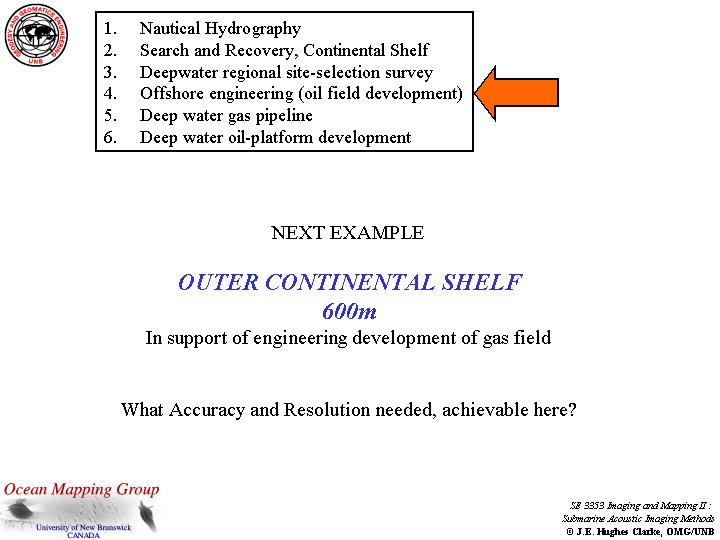 GEODESY AND GEOMATICS ENGINEERING
UNB
1. Nautical Hydrography
2. Search and Recovery, Continental Shelf
3. Deepwater regional site-selection survey
4. Offshore engineering (oil field development)
5. Deep water gas pipeline
6. Deep water oil-platform development
NEXT EXAMPLE
OUTER CONTINENTAL SHELF
600m
In support of engineering development of gas field
What Accuracy and Resolution needed, achievable here?
Ocean Mapping Group
University of New Brunswick
CANADA
SE 3353 Imaging and Mapping II :
Submarine Acoustic Imaging Methods
© J.E. Hughes Clarke, OMG/UNB